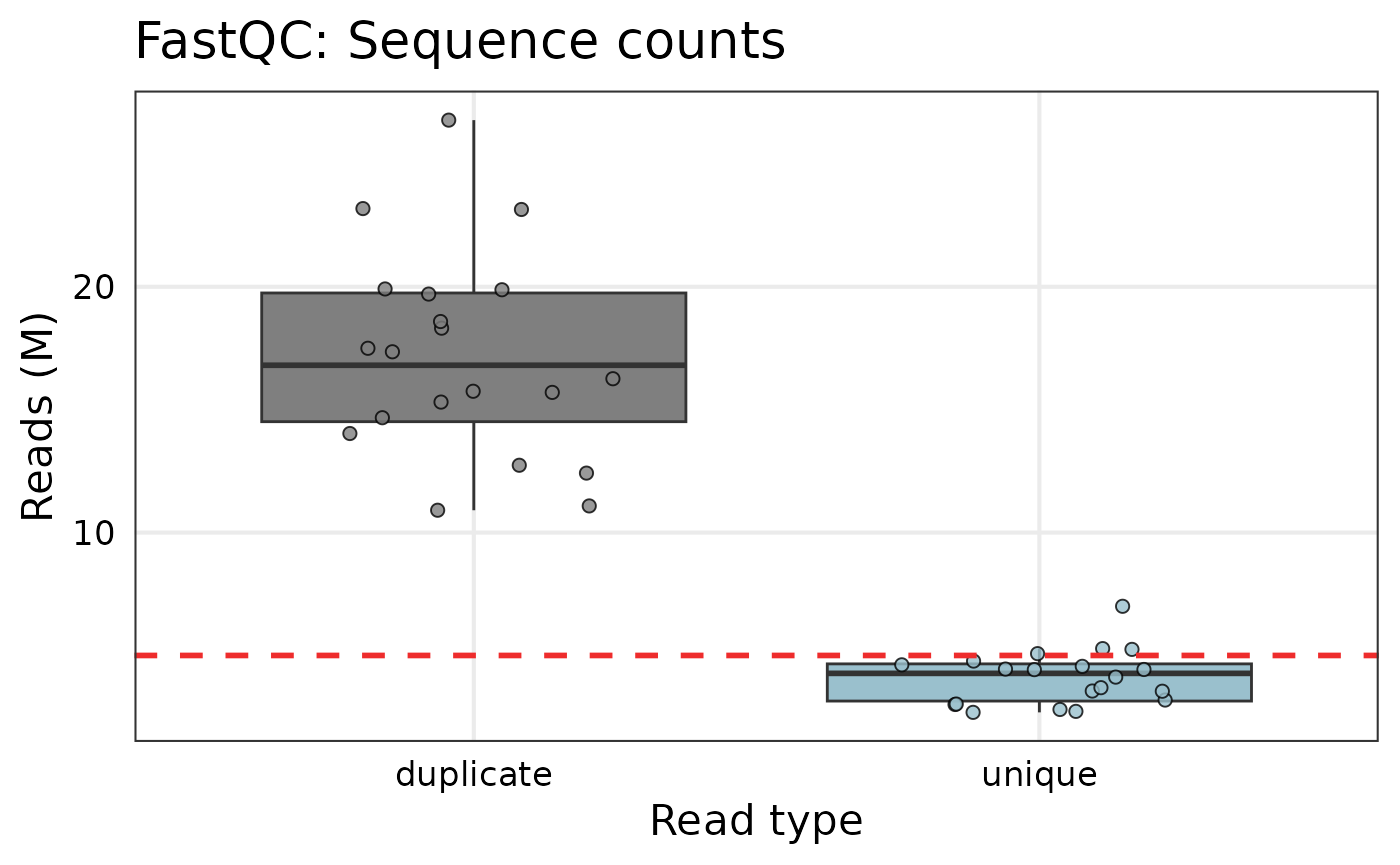 FastQC: Sequence counts
Reads (M)
20
10
duplicate unique
Read type